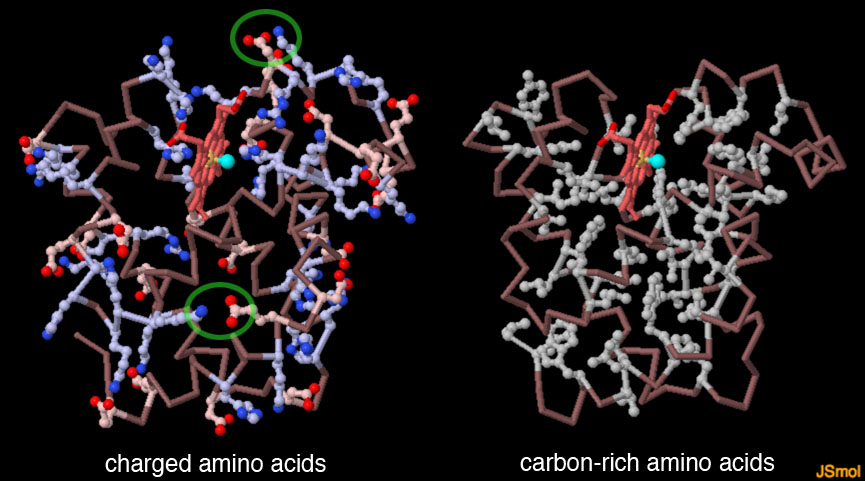 charged amino acids
carbon-rich amino acids
JSmol